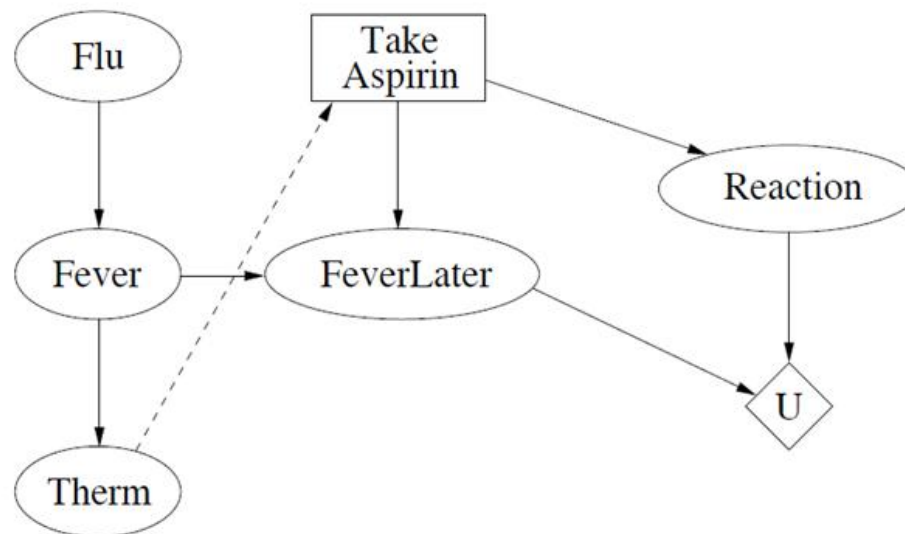 Flu
Take
Aspirin
Reaction
Fever
FeverLater
U
Therm